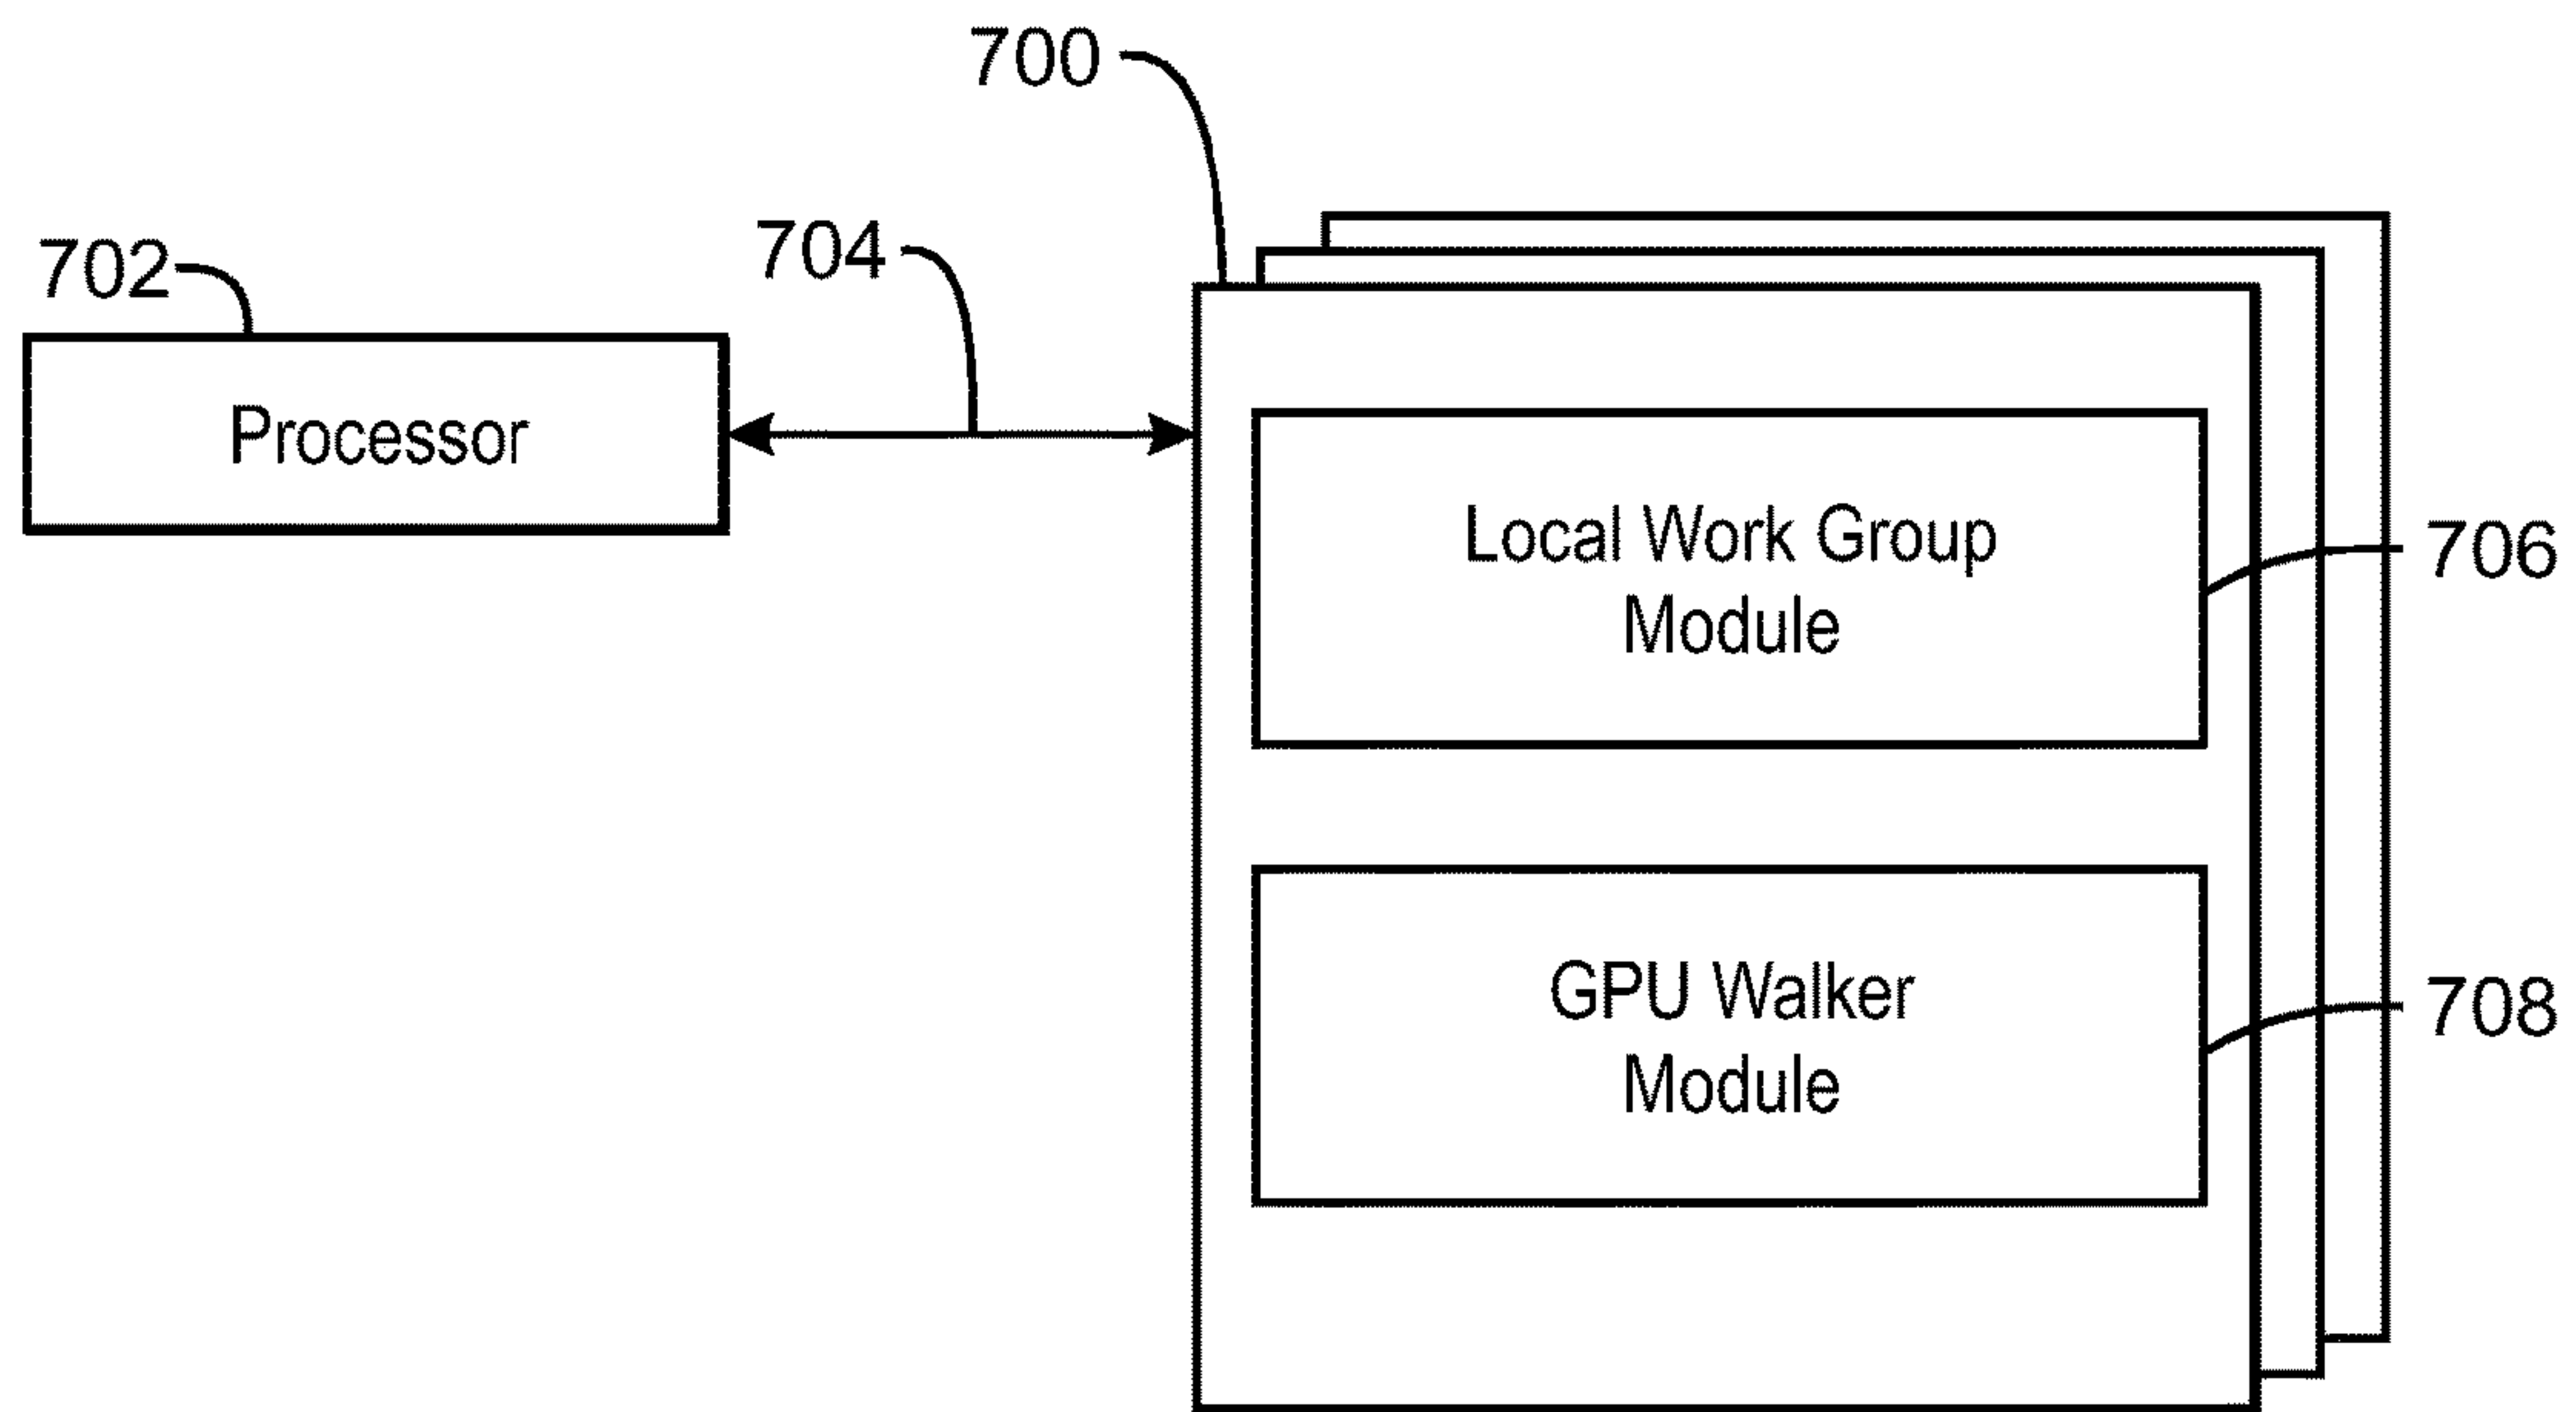 700
704
702
Processor
Local Work Group
Module
706
GPU Walker
Module
708